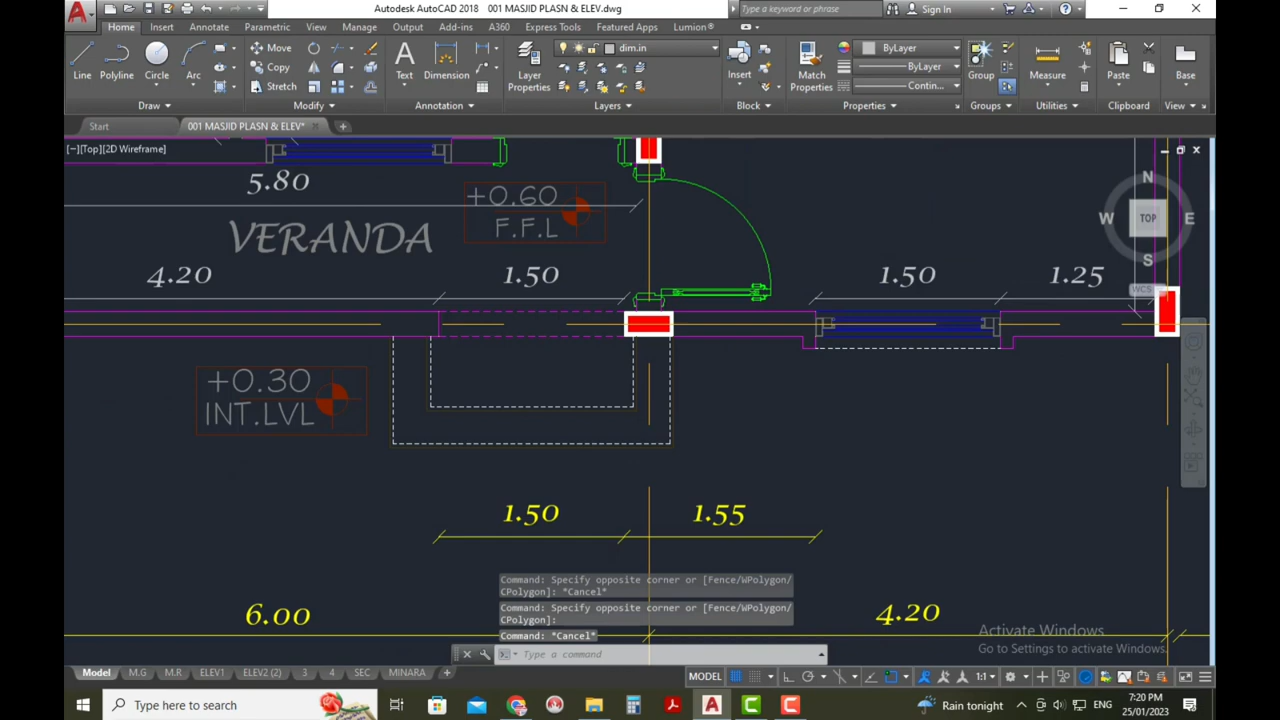 Autodesk AutoCAD 2018 001 MASJID PLASN & ELEV.dwg
Type a keyword or phrase
Sign In
Home Insert Annotate Parametric View Manage Output Add-ins A360 Express Tools Featured Apps Lumion®
Line Polyline Circle Arc
Move
Copy
Stretch
Text Dimension
Layer Properties
dim.in
Insert
Match Properties
ByLayer
ByLayer
Contin...
Group
Measure
Paste
Base
Draw Modify Annotation Layers Block Properties Groups Utilities Clipboard View
Start 001 MASJID PLASN & ELEV*
[−][Top][2D Wireframe]
5.80
+0.60
F.F.L
VERANDA
N
W TOP E
S
WCS
4.20 1.50 1.50 1.25
+0.30
INT.LVL
1.50 1.55
Command: Specify opposite corner or [Fence/WPolygon/
CPolygon]: *Cancel*
Command: Specify opposite corner or [Fence/WPolygon/
CPolygon]:
Command: *Cancel*
6.00 4.20
Activate Windows
Go to Settings to activate Windows.
Type a command
Model M.G M.R ELEV1 ELEV2 (2) 3 4 SEC MINARA
MODEL 1:1
Type here to search
Rain tonight
7:20 PM
25/01/2023